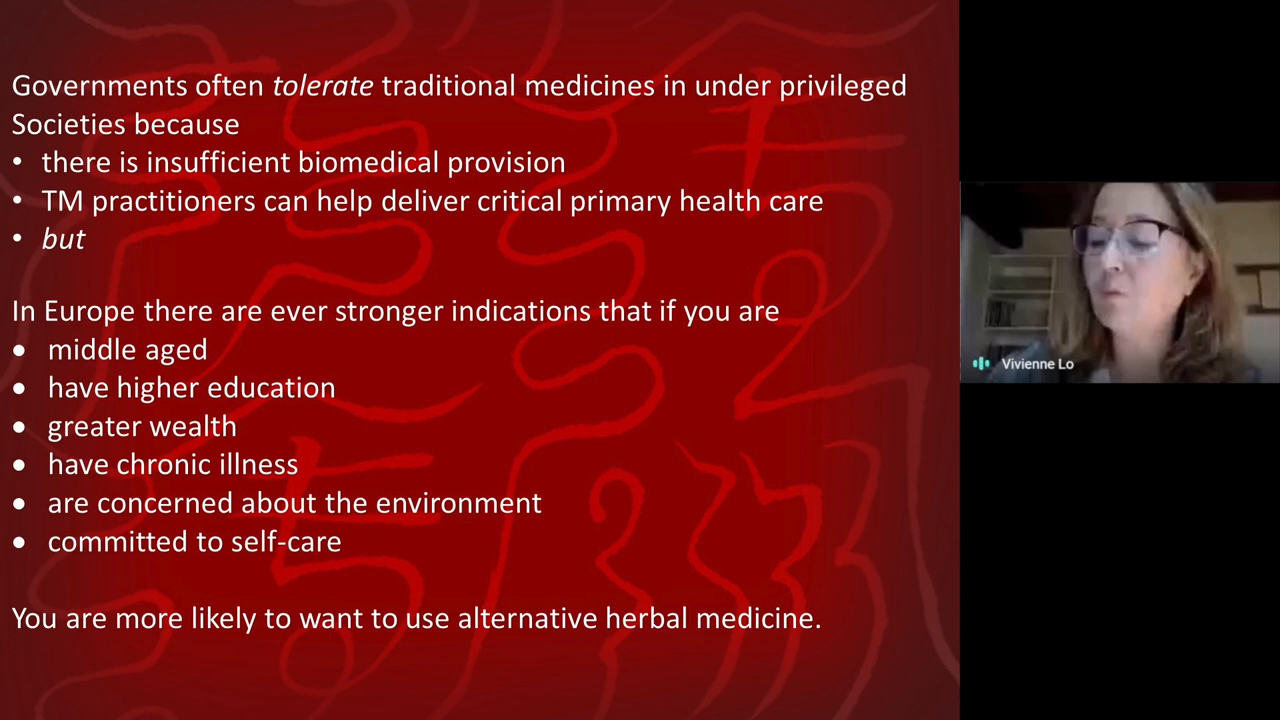 Governments often tolerate traditional medicines in under privileged
Societies because
• there is insufficient biomedical provision
• TM practitioners can help deliver critical primary health care
• but
In Europe there are ever stronger indications that if you are
• middle aged
• have higher education
• greater wealth
• have chronic illness
• are concerned about the environment
• committed to self-care
You are more likely to want to use alternative herbal medicine.
Vivienne Lo